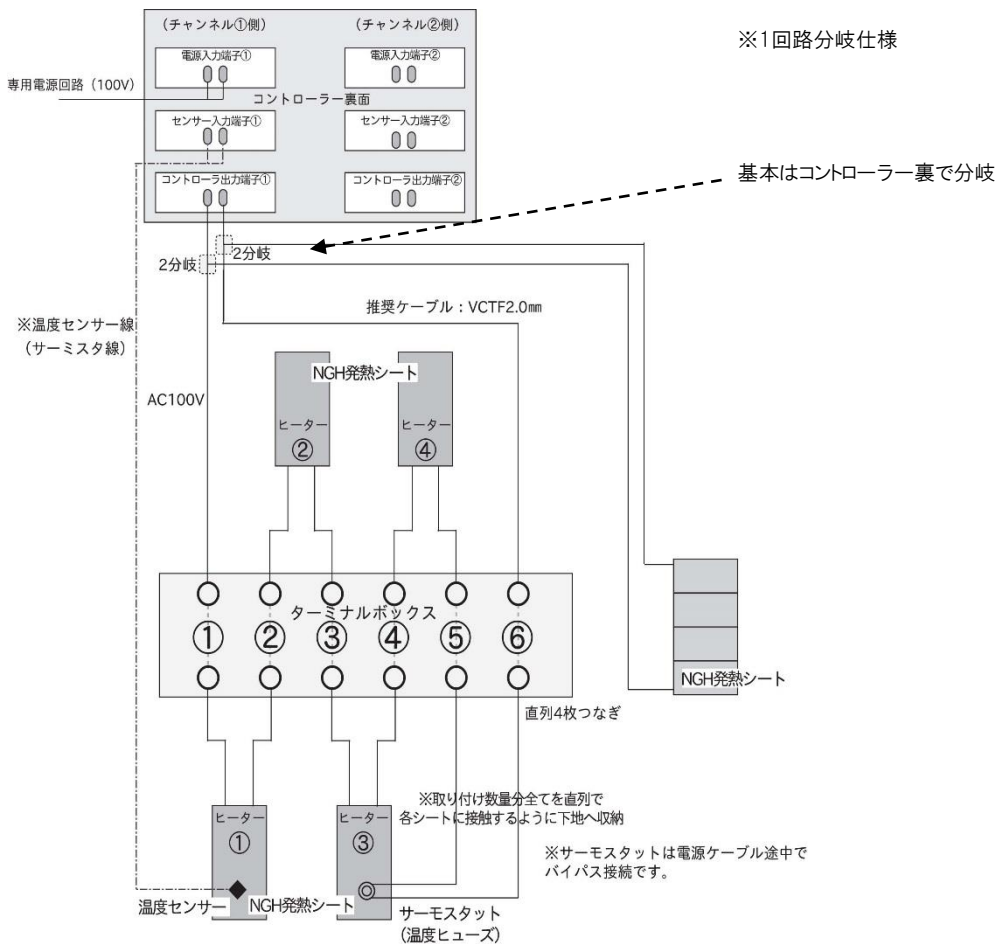 (チャンネル①側)
(チャンネル②側)
※1回路分岐仕様
電源入力端子①
電源入力端子②
専用電源回路（100V）
コントローラー裏面
センサー入力端子①
センサー入力端子②
コントローラ出力端子①
コントローラ出力端子②
基本はコントローラー裏で分岐
2分岐
2分岐
推奨ケーブル：VCTF2.0㎜
※温度センサー線
（サーミスタ線）
AC100V
NGH発熱シート
ヒーター
②
ヒーター
④
ターミナルボックス
① ② ③ ④ ⑤ ⑥
NGH発熱シート
直列4枚つなぎ
※取り付け数量分全てを直列で
各シートに接触するように下地へ収納
ヒーター
①
ヒーター
③
※サーモスタットは電源ケーブル途中で
バイパス接続です。
温度センサー
NGH発熱シート
サーモスタット
（温度ヒューズ）